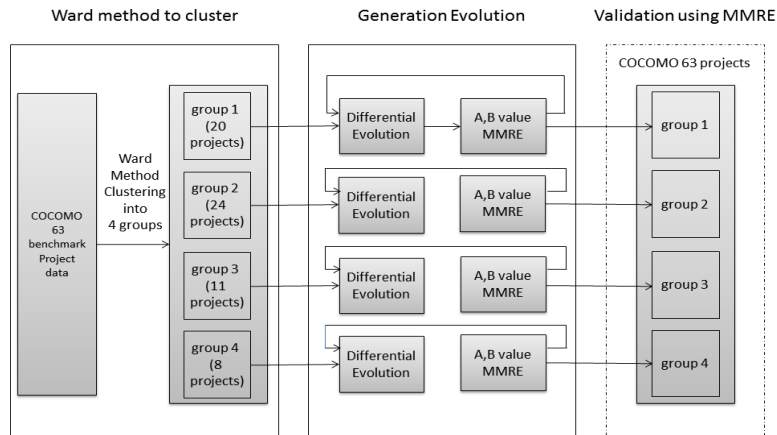 Ward method to cluster
Generation Evolution
Validation using MMRE
COCOMO
63
benchmark
Project
data
Ward
Method
Clustering
into
4 groups
group 1
(20
projects)
group 2
(24
projects)
group 3
(11
projects)
group 4
(8
projects)
Differential
Evolution
A,B value
MMRE
Differential
Evolution
A,B value
MMRE
Differential
Evolution
A,B value
MMRE
Differential
Evolution
A,B value
MMRE
COCOMO 63 projects
group 1
group 2
group 3
group 4